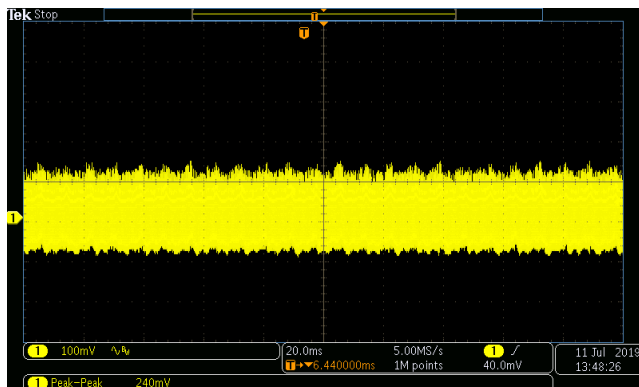 Tek Stop
T
T
1
1 100mV
20.0ms 5.00MS/s 1 40.0mV
T→▼6.440000ms 1M points
11 Jul 2019
13:48:26
1 Peak-Peak 240mV